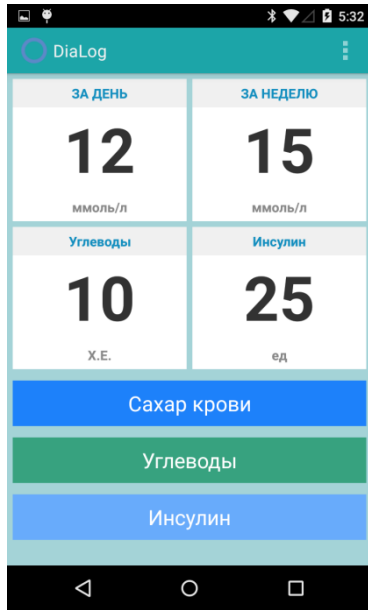 5:32
DiaLog
ЗА ДЕНЬ
12
ммоль/л
ЗА НЕДЕЛЮ
15
ммоль/л
Углеводы
10
Х.Е.
Инсулин
25
ед
Сахар крови
Углеводы
Инсулин